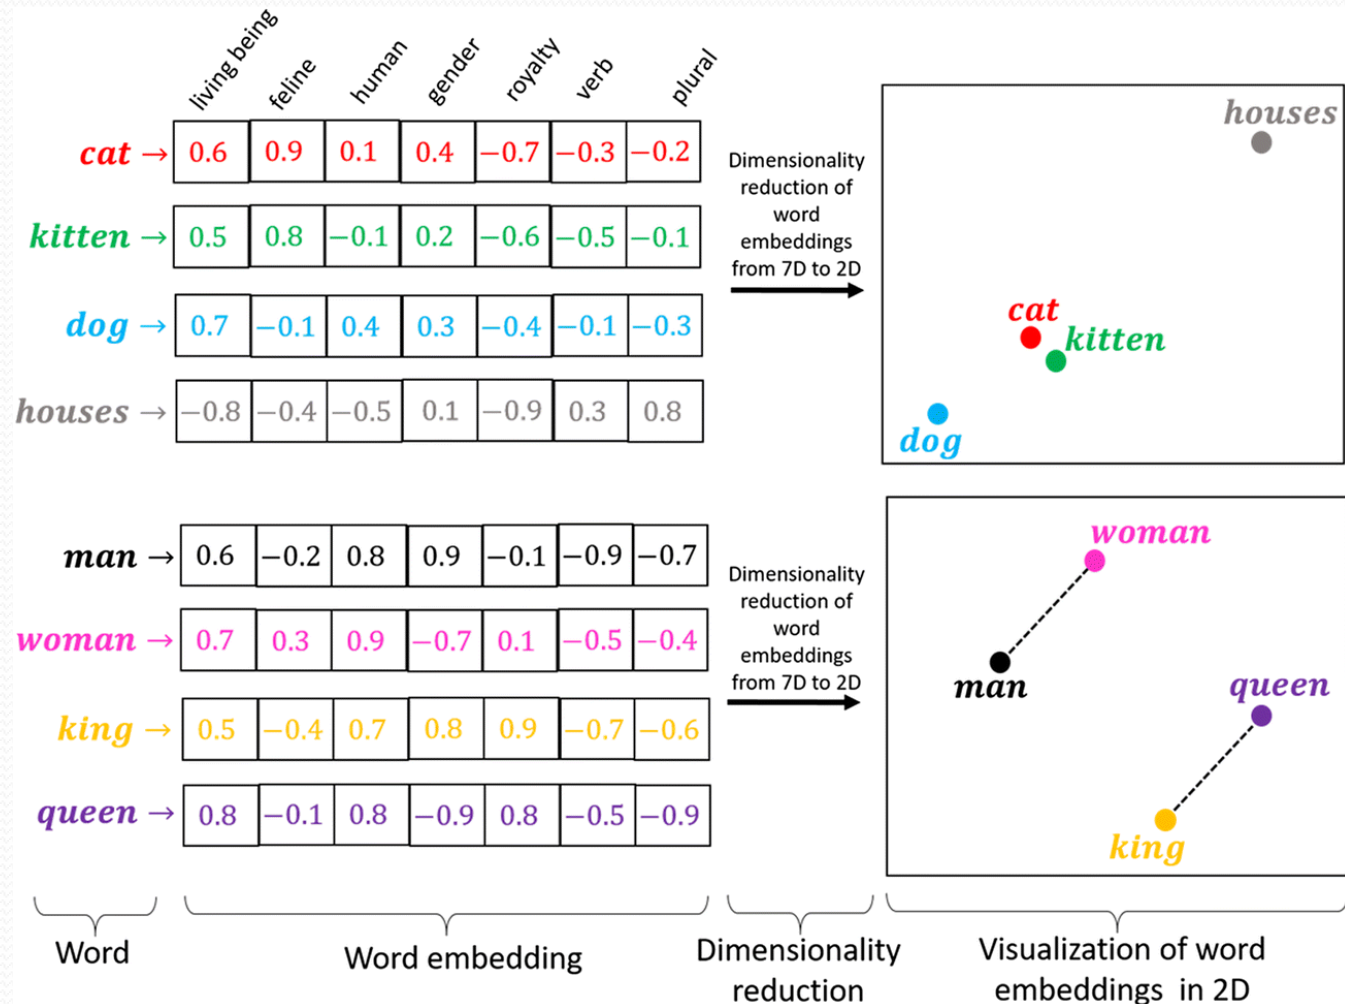 living being feline human gender royalty verb plural
cat → 0.6 0.9 0.1 0.4 −0.7 −0.3 −0.2
kitten → 0.5 0.8 −0.1 0.2 −0.6 −0.5 −0.1
dog → 0.7 −0.1 0.4 0.3 −0.4 −0.1 −0.3
houses → −0.8 −0.4 −0.5 0.1 −0.9 0.3 0.8
Dimensionality
reduction of
word
embeddings
from 7D to 2D
houses
cat
kitten
dog
man → 0.6 −0.2 0.8 0.9 −0.1 −0.9 −0.7
woman → 0.7 0.3 0.9 −0.7 0.1 −0.5 −0.4
king → 0.5 −0.4 0.7 0.8 0.9 −0.7 −0.6
queen → 0.8 −0.1 0.8 −0.9 0.8 −0.5 −0.9
Dimensionality
reduction of
word
embeddings
from 7D to 2D
woman
man
queen
king
Word
Word embedding
Dimensionality
reduction
Visualization of word
embeddings in 2D